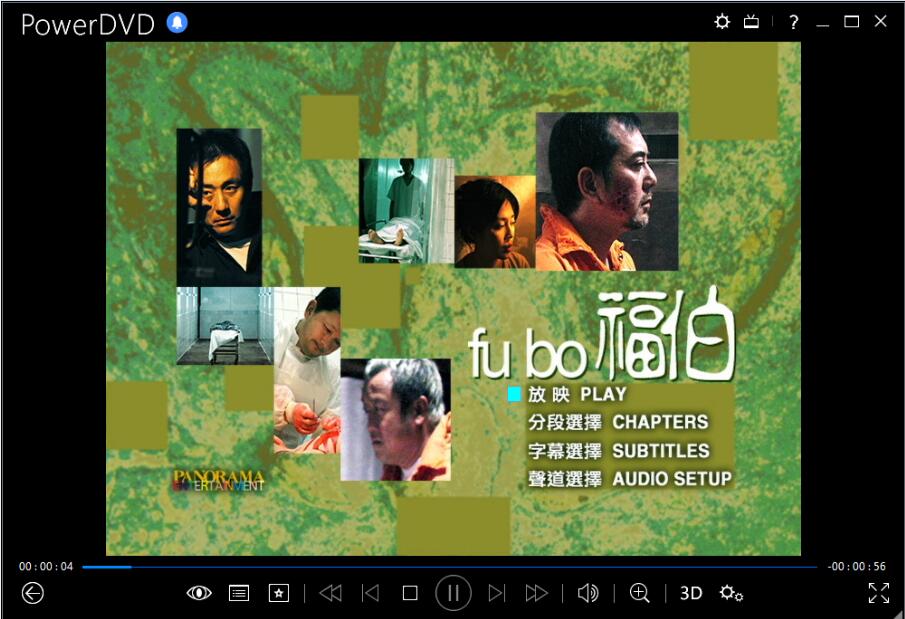 PowerDVD
?
fu bo 福伯
放映 PLAY
分段選擇 CHAPTERS
字幕選擇 SUBTITLES
聲道選擇 AUDIO SETUP
PANORAMA
ENTERTAINMENT
00:00:04
-00:00:56
3D